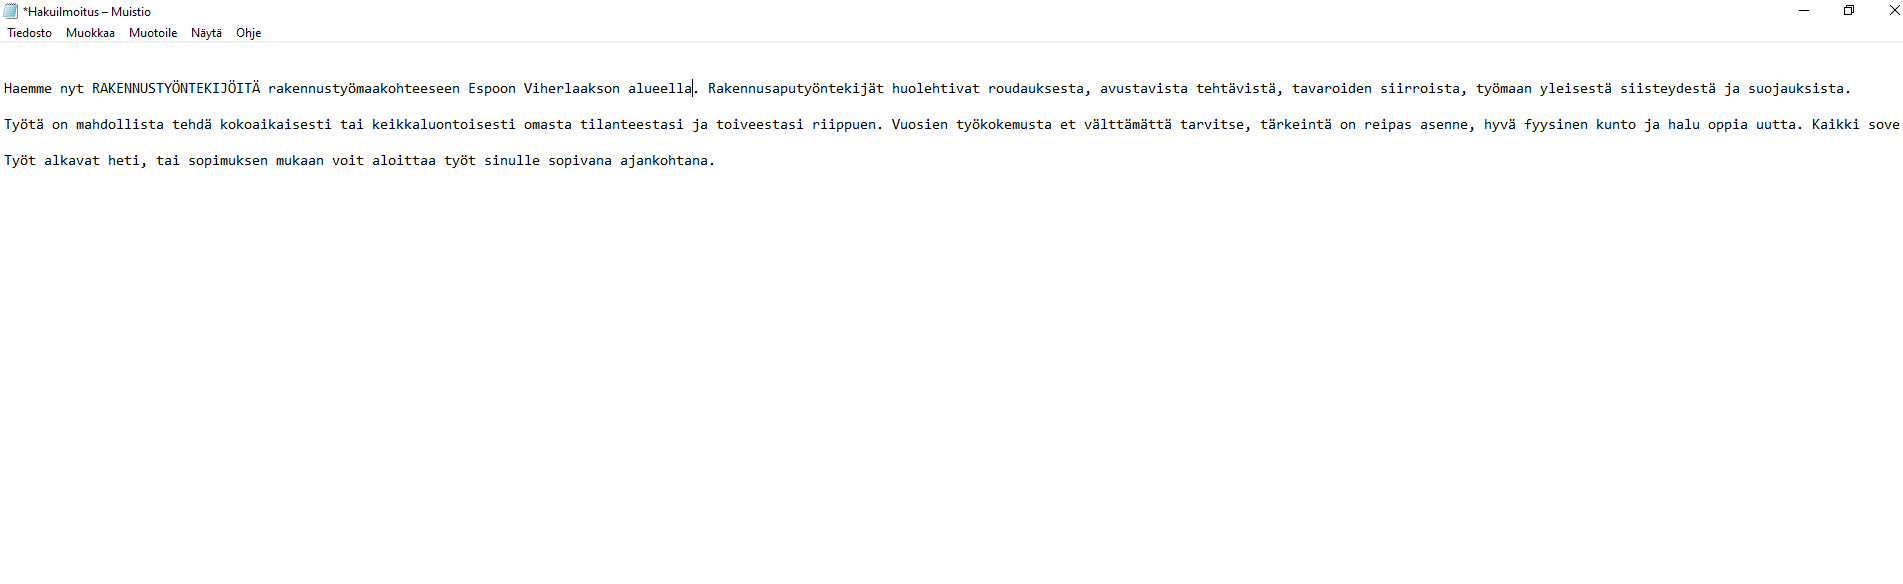 *Hakuilmoitus – Muistio
Tiedosto Muokkaa Muotoile Näytä Ohje
Haemme nyt RAKENNUSTYÖNTEKIJÖITÄ rakennustyömaakohteeseen Espoon Viherlaakson alueella. Rakennusaputyöntekijät huolehtivat roudauksesta, avustavista tehtävistä, tavaroiden siirroista, työmaan yleisestä siisteydestä ja suojauksista.
Työtä on mahdollista tehdä kokoaikaisesti tai keikkaluontoisesti omasta tilanteestasi ja toiveestasi riippuen. Vuosien työkokemusta et välttämättä tarvitse, tärkeintä on reipas asenne, hyvä fyysinen kunto ja halu oppia uutta. Kaikki sove
Työt alkavat heti, tai sopimuksen mukaan voit aloittaa työt sinulle sopivana ajankohtana.